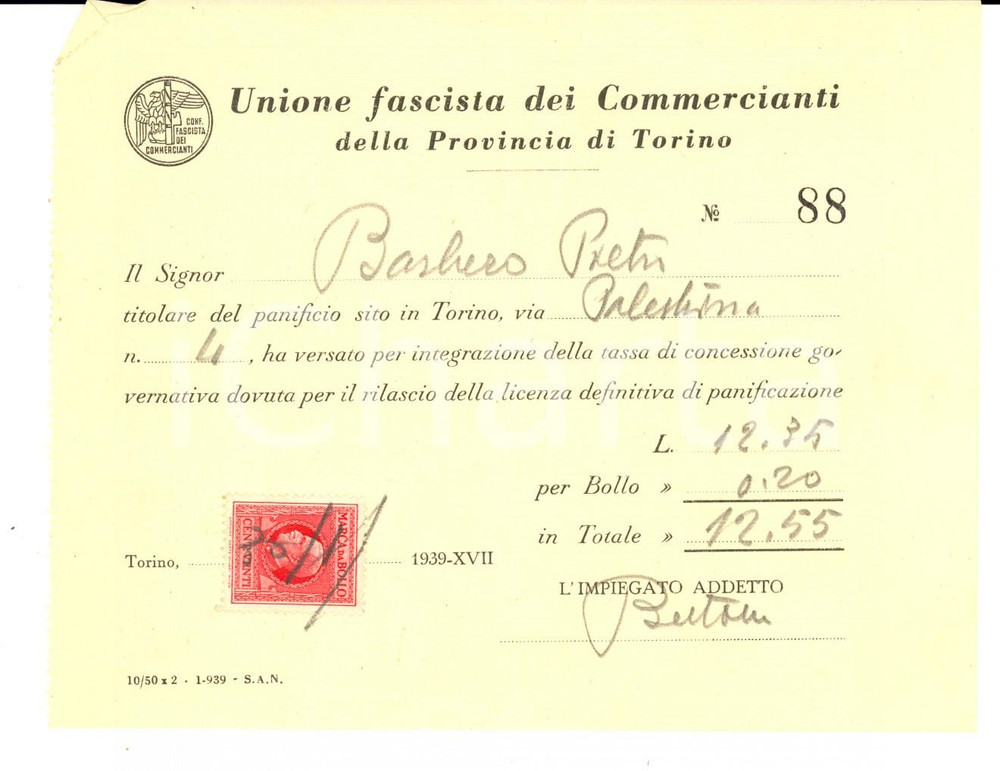 Unione fascista dei Commercianti
della Provincia di Torino
CONF.
FASCISTA
DEI
COMMERCIANTI
№ 88
Il Signor Barbero Pietro
titolare del panificio sito in Torino, via Palestrina
n. 4, ha versato per integrazione della tassa di concessione go-
vernativa dovuta per il rilascio della licenza definitiva di panificazione
L. 12.35
per Bollo » 0.20
in Totale » 12.55
MARCA DA BOLLO
CENT. VENTI
Torino, 1939-XVII
L'IMPIEGATO ADDETTO
10/50 x 2 - 1-939 - S.A.N.